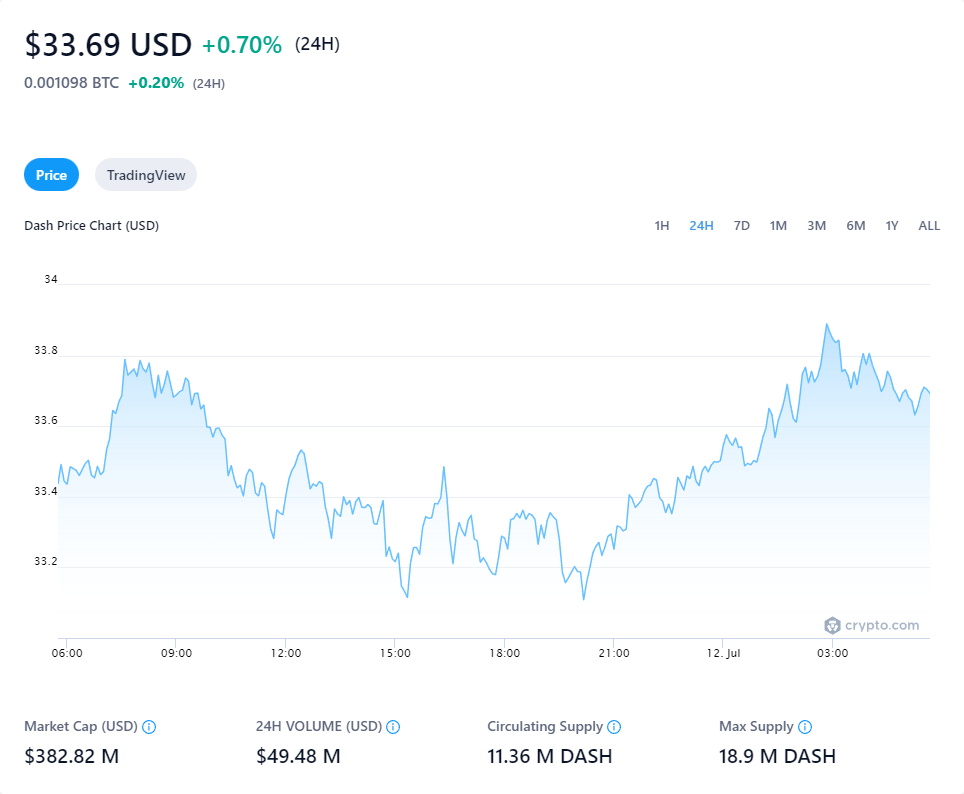 $33.69 USD +0.70% (24H)
0.001098 BTC +0.20% (24H)
Price TradingView
Dash Price Chart (USD) 1H 24H 7D 1M 3M 6M 1Y ALL
34
33.8
33.6
33.4
33.2
crypto.com
06:00 09:00 12:00 15:00 18:00 21:00 12. Jul 03:00
Market Cap (USD) 24H VOLUME (USD) Circulating Supply Max Supply
$382.82 M $49.48 M 11.36 M DASH 18.9 M DASH